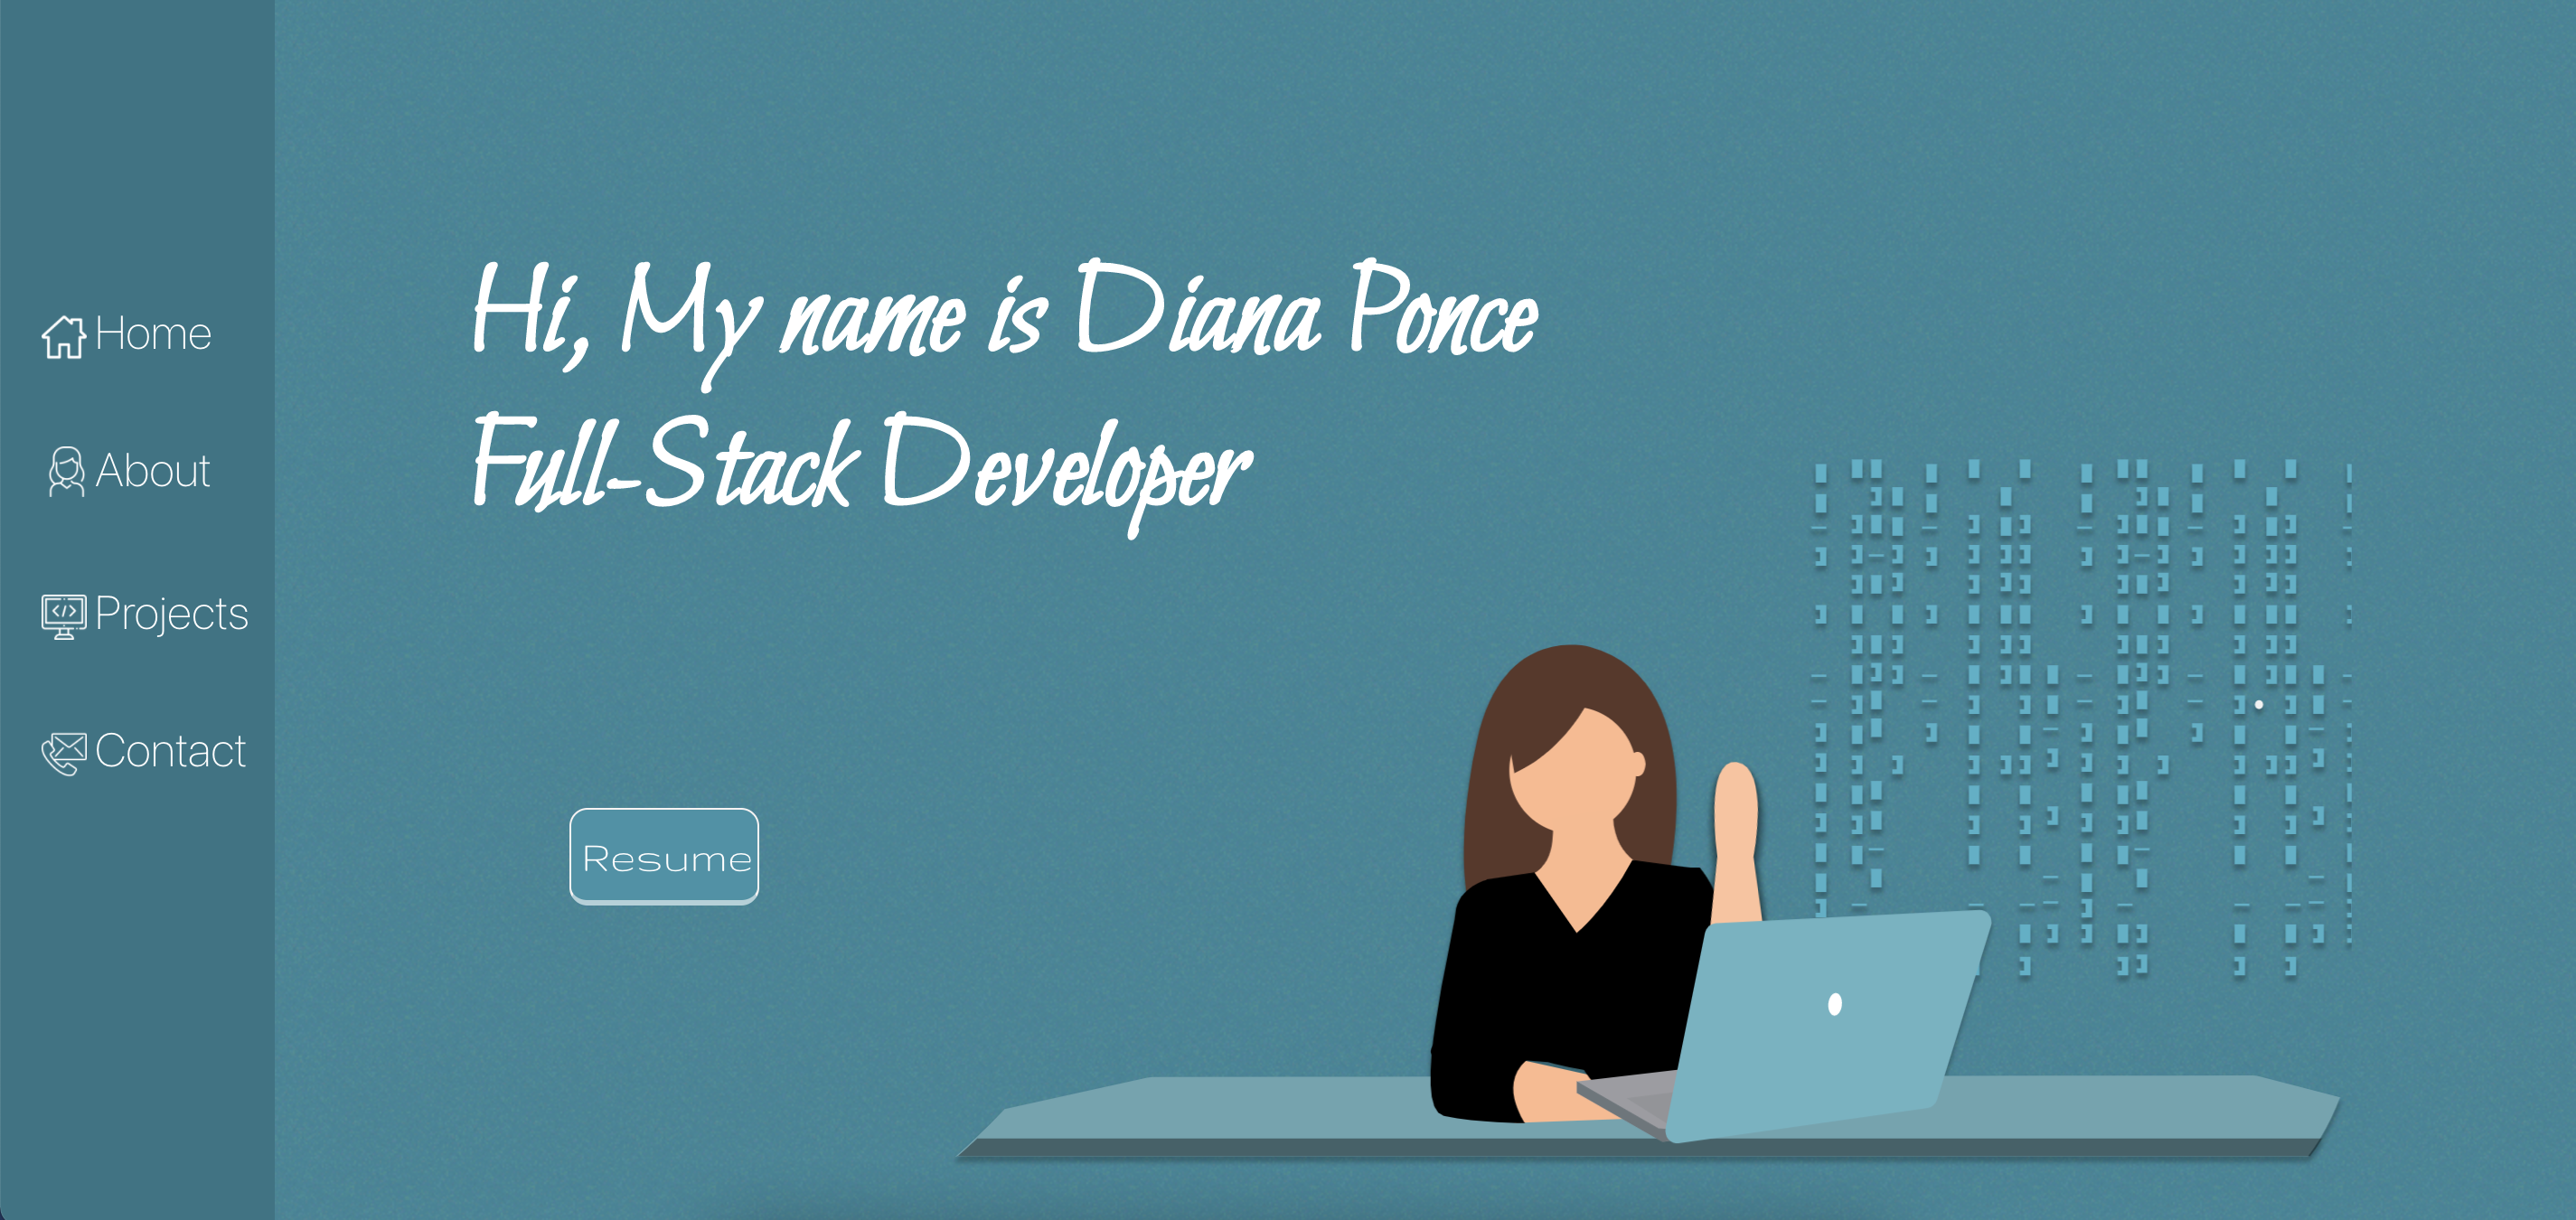 Home
About
Projects
Contact
Hi, My name is Diana Ponce
Full-Stack Developer
Resume